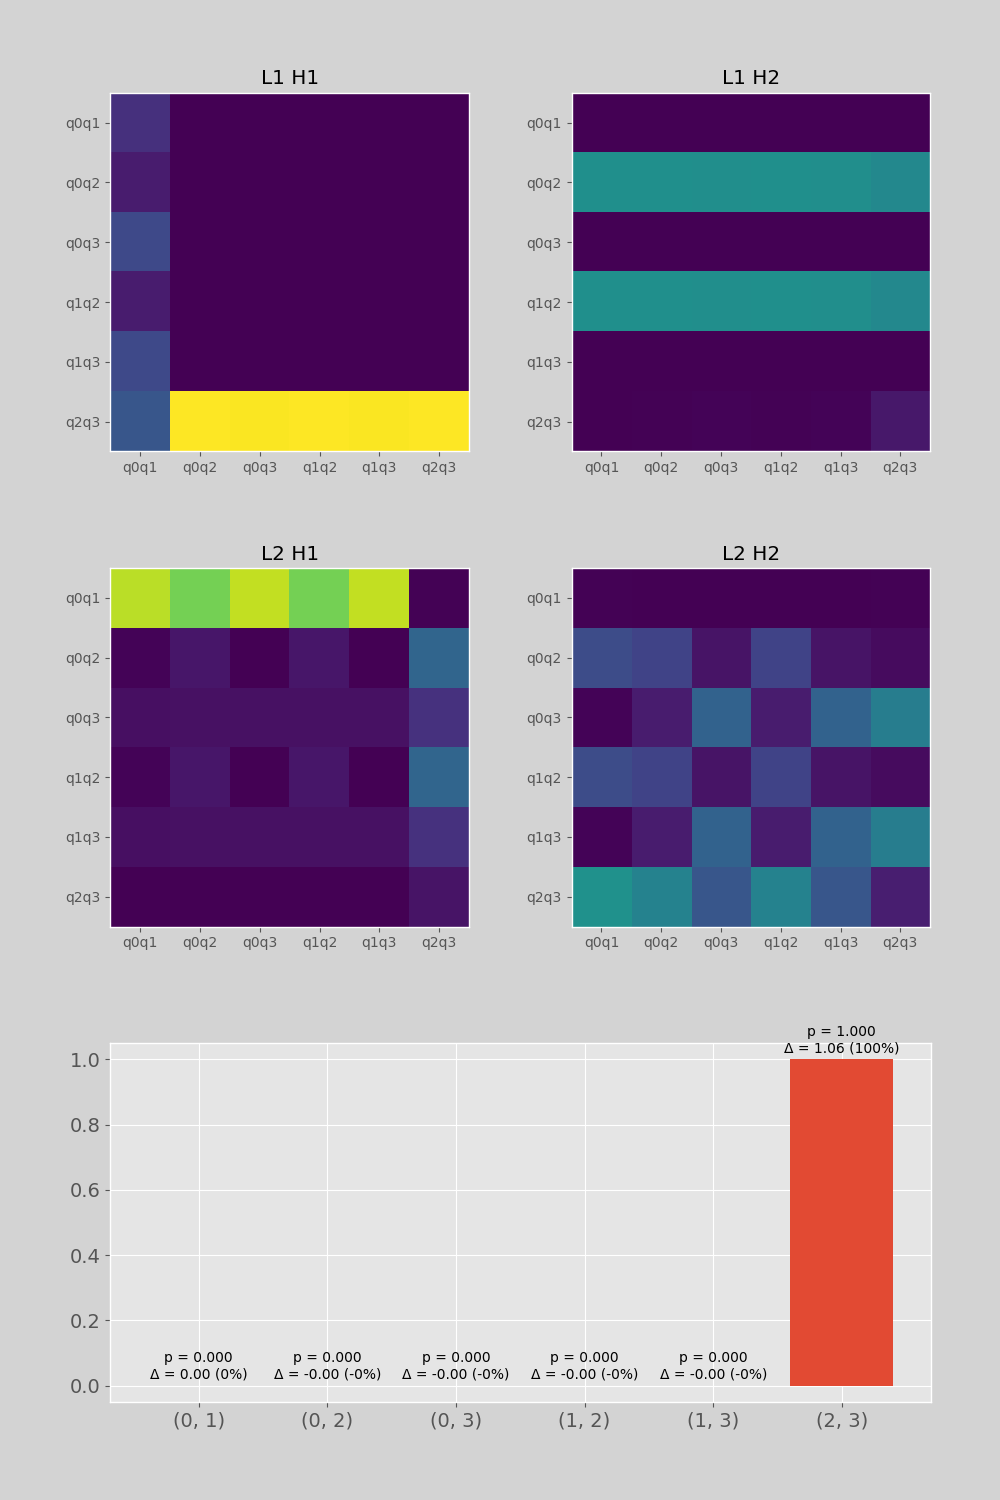 L1 H1
q0q1
q0q2
q0q3
q1q2
q1q3
q2q3
q0q1 q0q2 q0q3 q1q2 q1q3 q2q3
L1 H2
q0q1
q0q2
q0q3
q1q2
q1q3
q2q3
q0q1 q0q2 q0q3 q1q2 q1q3 q2q3
L2 H1
q0q1
q0q2
q0q3
q1q2
q1q3
q2q3
q0q1 q0q2 q0q3 q1q2 q1q3 q2q3
L2 H2
q0q1
q0q2
q0q3
q1q2
q1q3
q2q3
q0q1 q0q2 q0q3 q1q2 q1q3 q2q3
1.0
0.8
0.6
0.4
0.2
0.0
p = 0.000
Δ = 0.00 (0%)
p = 0.000
Δ = -0.00 (-0%)
p = 0.000
Δ = -0.00 (-0%)
p = 0.000
Δ = -0.00 (-0%)
p = 0.000
Δ = -0.00 (-0%)
p = 1.000
Δ = 1.06 (100%)
(0, 1) (0, 2) (0, 3) (1, 2) (1, 3) (2, 3)